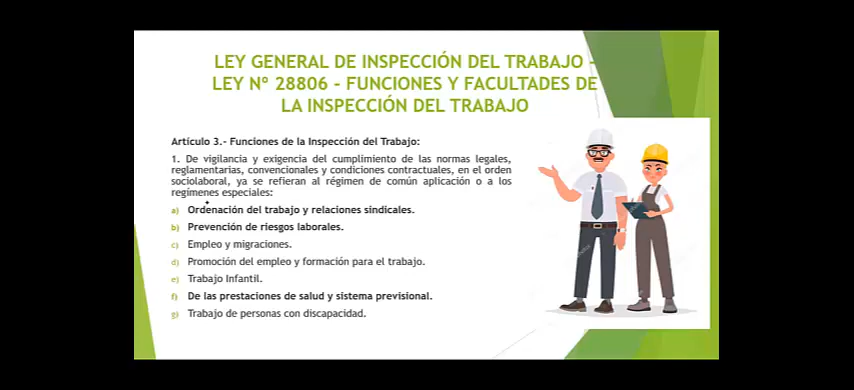 LEY GENERAL DE INSPECCIÓN DEL TRABAJO –
LEY Nº 28806 – FUNCIONES Y FACULTADES DE
LA INSPECCIÓN DEL TRABAJO
Artículo 3.- Funciones de la Inspección del Trabajo:
1. De vigilancia y exigencia del cumplimiento de las normas legales,
reglamentarias, convencionales y condiciones contractuales, en el orden
sociolaboral, ya se refieran al régimen de común aplicación o a los
regímenes especiales:
a) Ordenación del trabajo y relaciones sindicales.
b) Prevención de riesgos laborales.
c) Empleo y migraciones.
d) Promoción del empleo y formación para el trabajo.
e) Trabajo Infantil.
f) De las prestaciones de salud y sistema previsional.
g) Trabajo de personas con discapacidad.